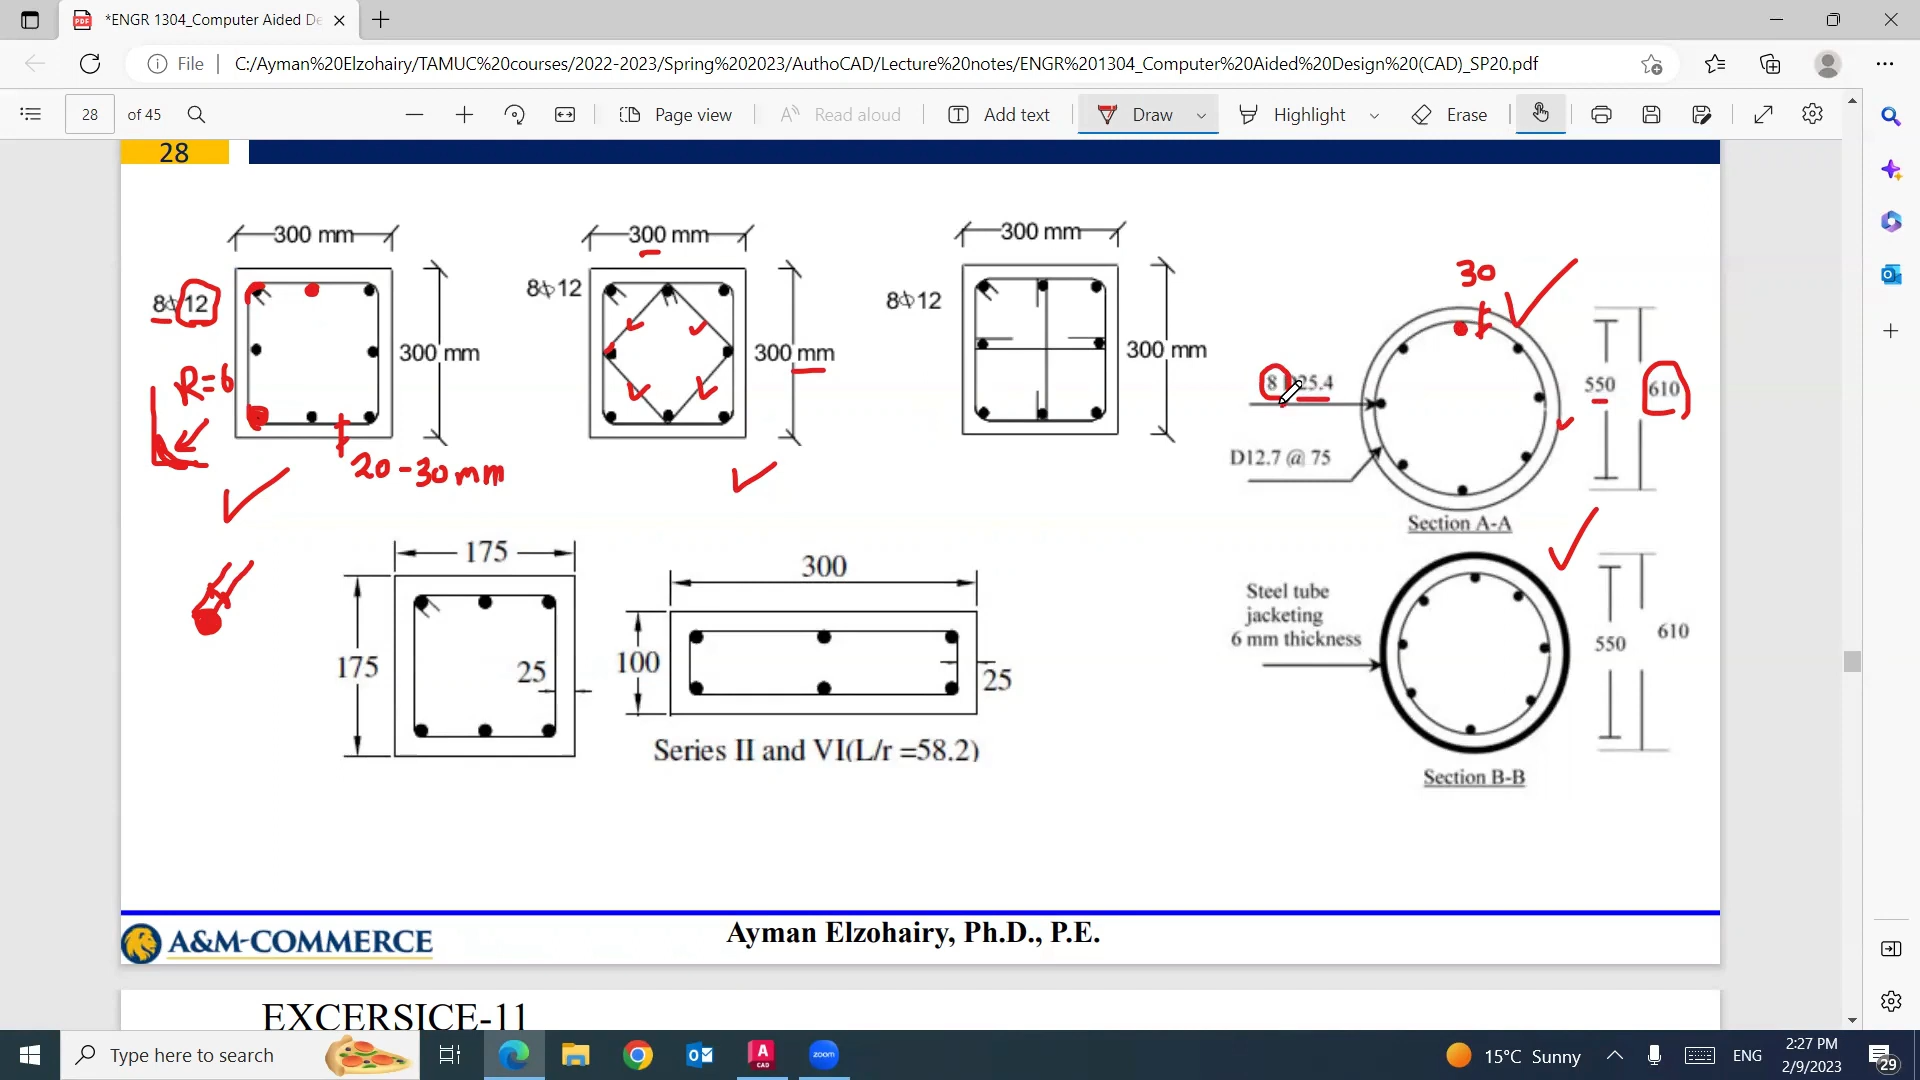 *ENGR 1304_Computer Aided De
File
C:/Ayman%20Elzohairy/TAMUC%20courses/2022-2023/Spring%202023/AuthoCAD/Lecture%20notes/ENGR%201304_Computer%20Aided%20Design%20(CAD)_SP20.pdf
28 of 45
Page view
Read aloud
Add text
Draw
Highlight
Erase
28
300 mm
300 mm
300 mm
30
8ϕ12
8ϕ12
8ϕ12
300 mm
300 mm
300 mm
R=6
20-30mm
8 D25.4
550
610
D12.7 @ 75
Section A-A
175
300
175
25
100
25
Series II and VI(L/r =58.2)
Steel tube
jacketing
6 mm thickness
550
610
Section B-B
A&M-COMMERCE
Ayman Elzohairy, Ph.D., P.E.
EXCERSICE-11
Type here to search
A
CAD
zoom
15°C Sunny
ENG
2:27 PM
2/9/2023
29